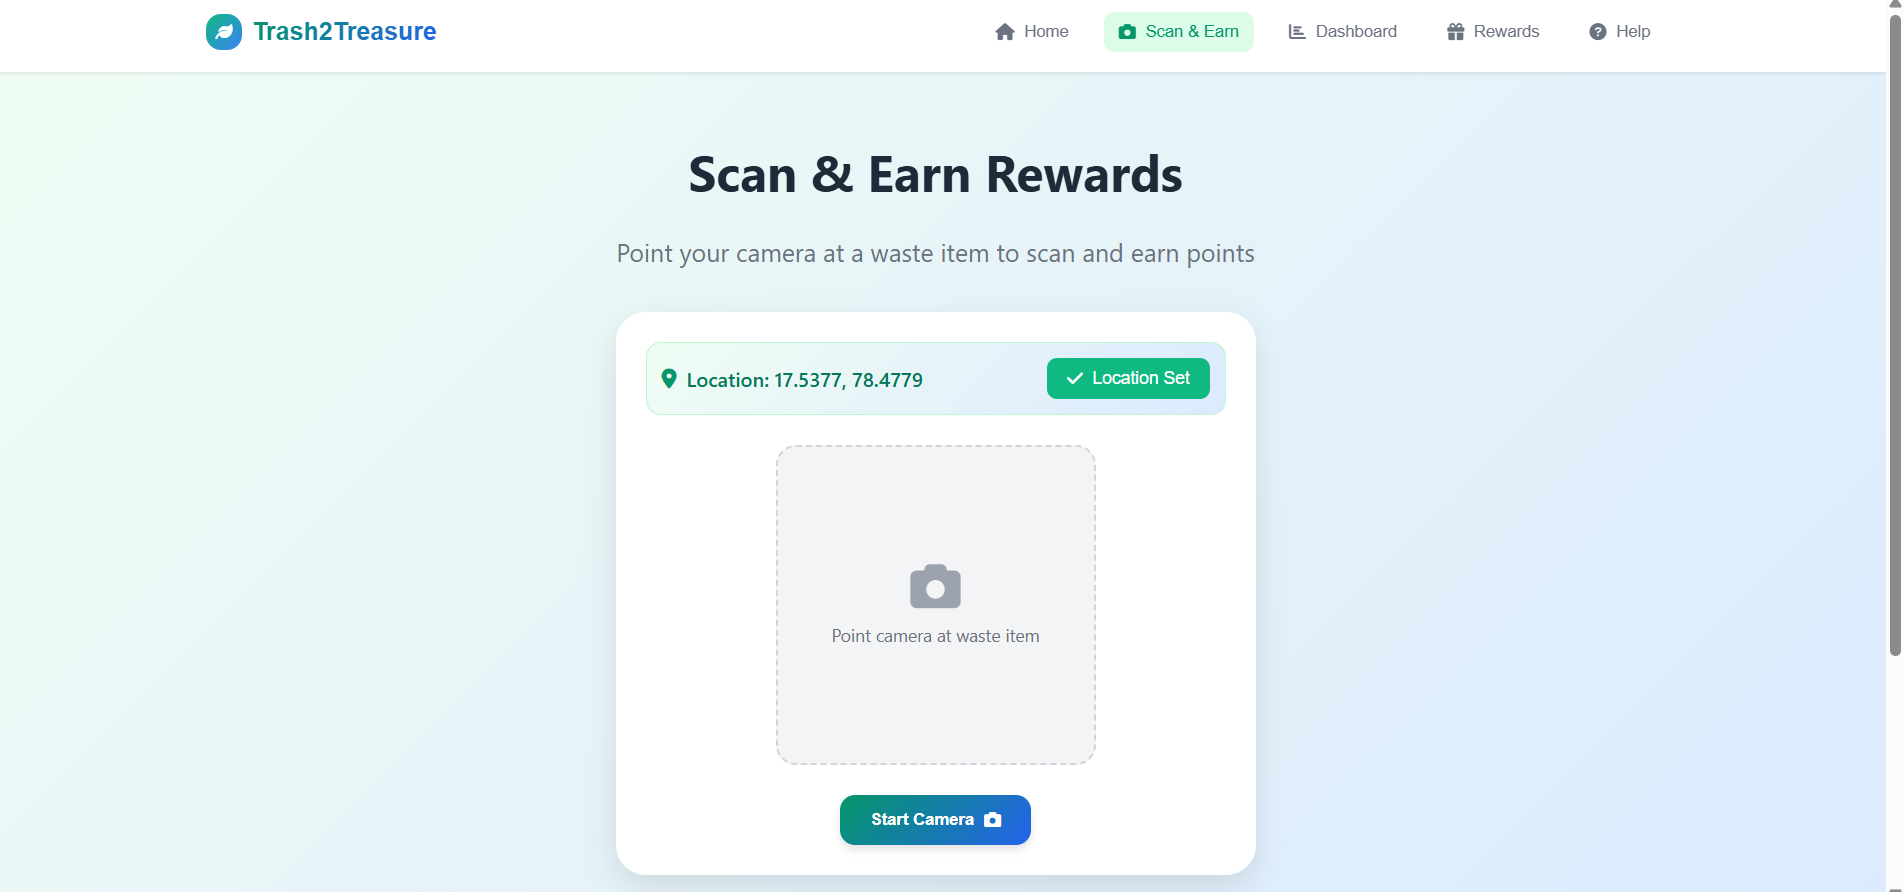 Trash2Treasure
Home
Scan & Earn
Dashboard
Rewards
Help
Scan & Earn Rewards
Point your camera at a waste item to scan and earn points
Location: 17.5377, 78.4779
Location Set
Point camera at waste item
Start Camera